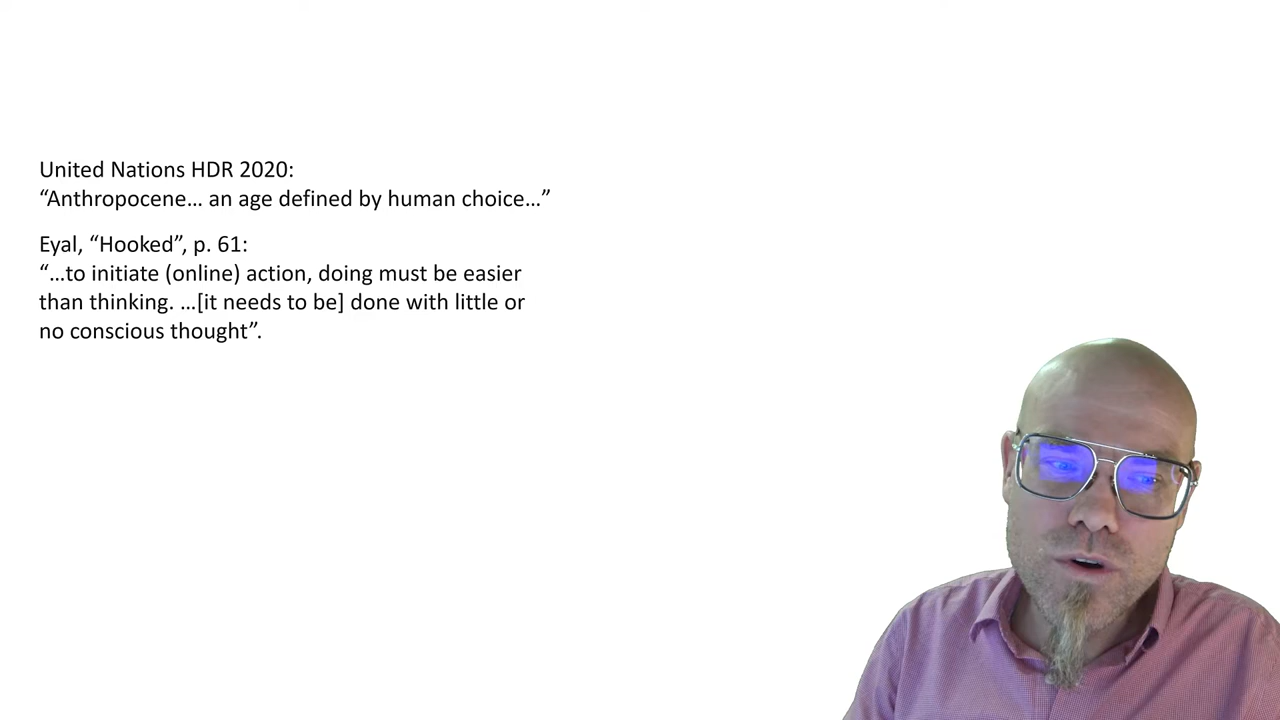 United Nations HDR 2020:
“Anthropocene… an age defined by human choice…”
Eyal, “Hooked”, p. 61:
“…to initiate (online) action, doing must be easier
than thinking. …[it needs to be] done with little or
no conscious thought”.